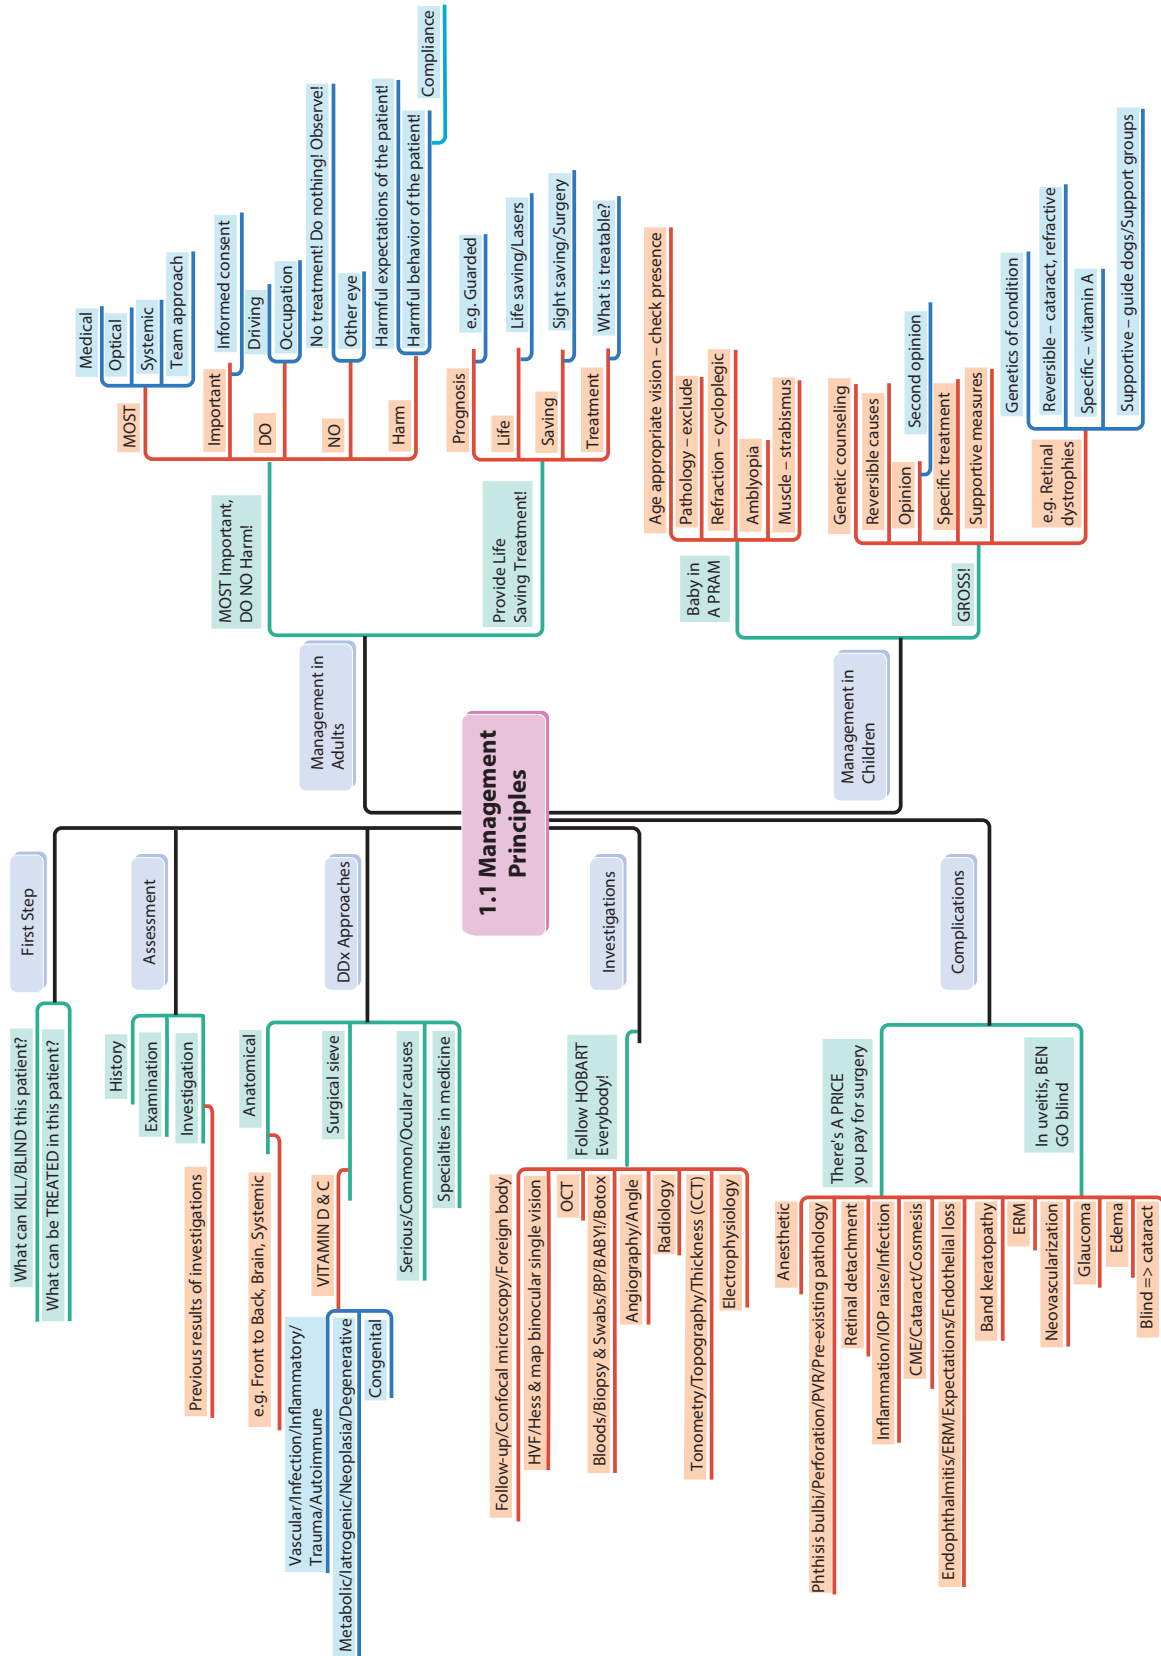 1.1 Management
Principles
First Step
What can KILL/BLIND this patient?
What can be TREATED in this patient?
Assessment
History
Examination
Investigation
Previous results of investigations
DDx Approaches
Anatomical
e.g. Front to Back, Brain, Systemic
Surgical sieve
VITAMIN D & C
Vascular/Infection/Inflammatory/
Trauma/Autoimmune
Metabolic/Iatrogenic/Neoplasia/Degenerative
Congenital
Serious/Common/Ocular causes
Specialties in medicine
Investigations
Follow HOBART
Everybody!
Follow-up/Confocal microscopy/Foreign body
HVF/Hess & map binocular single vision
OCT
Bloods/Biopsy & Swabs/BP/BABY!/Botox
Angiography/Angle
Radiology
Tonometry/Topography/Thickness (CCT)
Electrophysiology
Complications
There's A PRICE
you pay for surgery
Anesthetic
Phthisis bulbi/Perforation/PVR/Pre-existing pathology
Retinal detachment
Inflammation/IOP raise/Infection
CME/Cataract/Cosmesis
Endophthalmitis/ERM/Expectations/Endothelial loss
In uveitis, BEN
GO blind
Band keratopathy
ERM
Neovascularization
Glaucoma
Edema
Blind => cataract
Management in
Adults
MOST Important,
DO NO Harm!
MOST
Medical
Optical
Systemic
Team approach
Important
Informed consent
DO
Driving
Occupation
NO
No treatment! Do nothing! Observe!
Other eye
Harm
Harmful expectations of the patient!
Harmful behavior of the patient!
Compliance
Provide Life
Saving Treatment!
Prognosis
e.g. Guarded
Life
Life saving/Lasers
Saving
Sight saving/Surgery
Treatment
What is treatable?
Management in
Children
Baby in
A PRAM
Age appropriate vision – check presence
Pathology – exclude
Refraction – cycloplegic
Amblyopia
Muscle – strabismus
GROSS!
Genetic counseling
Reversible causes
Opinion
Second opinion
Specific treatment
Supportive measures
e.g. Retinal
dystrophies
Genetics of condition
Reversible – cataract, refractive
Specific – vitamin A
Supportive – guide dogs/Support groups